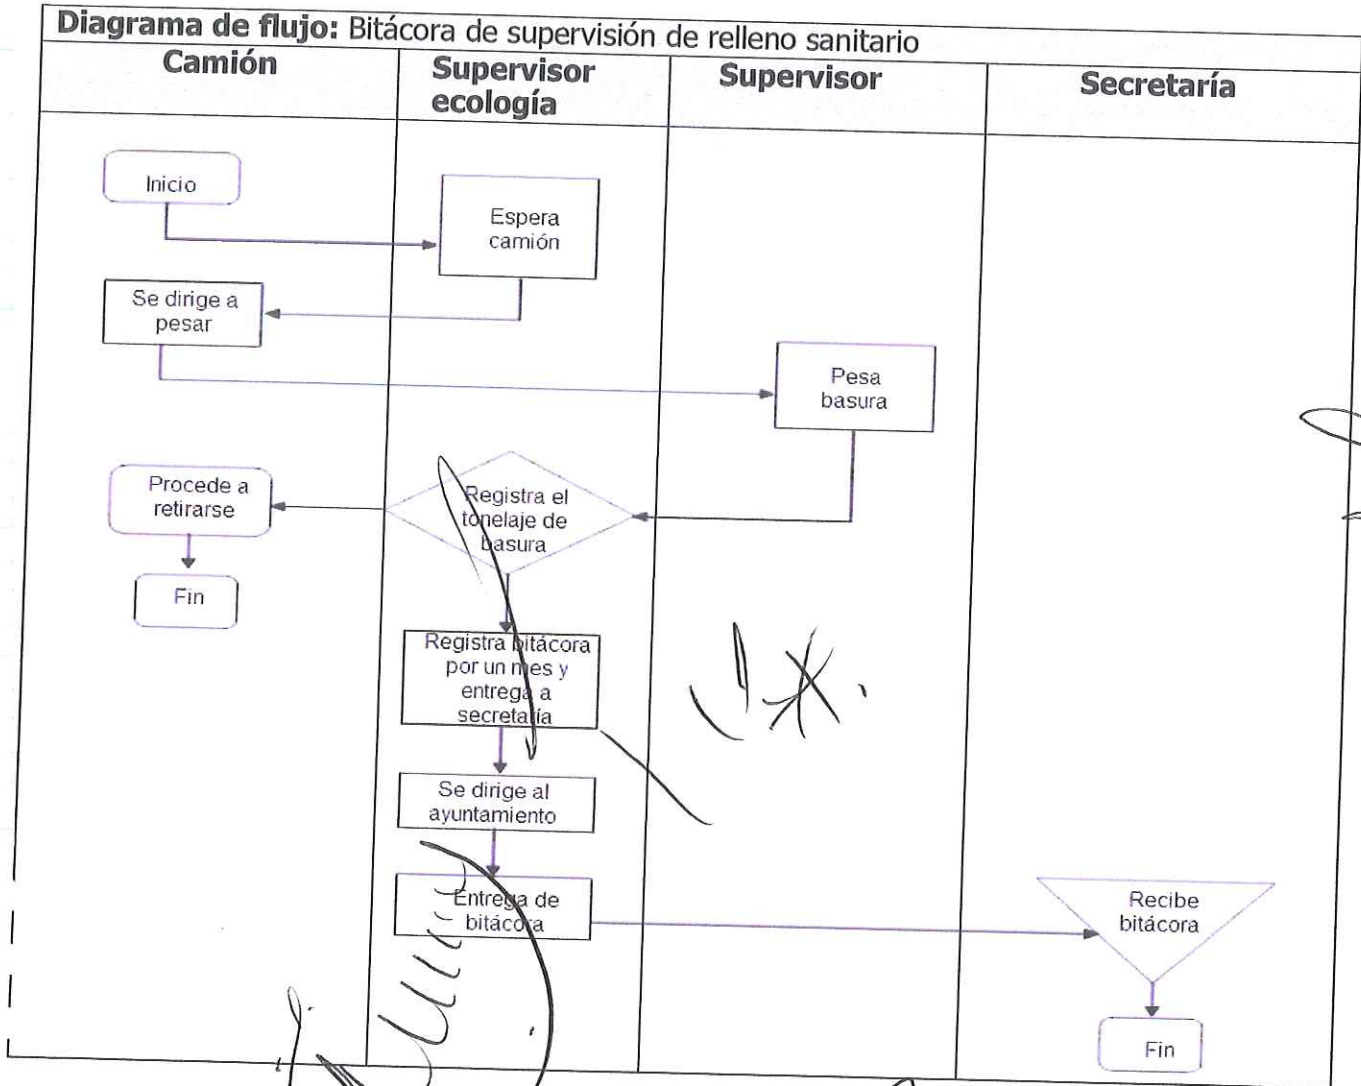 Diagrama de flujo: Bitácora de supervisión de relleno sanitario
Camión
Supervisor
ecología
Supervisor
Secretaría
Inicio
Espera
camión
Se dirige a
pesar
Pesa
basura
Registra el
tonelaje de
basura
Procede a
retirarse
Fin
Registra bitácora
por un mes y
entrega a
secretaría
Se dirige al
ayuntamiento
Entrega de
bitácora
Recibe
bitácora
Fin